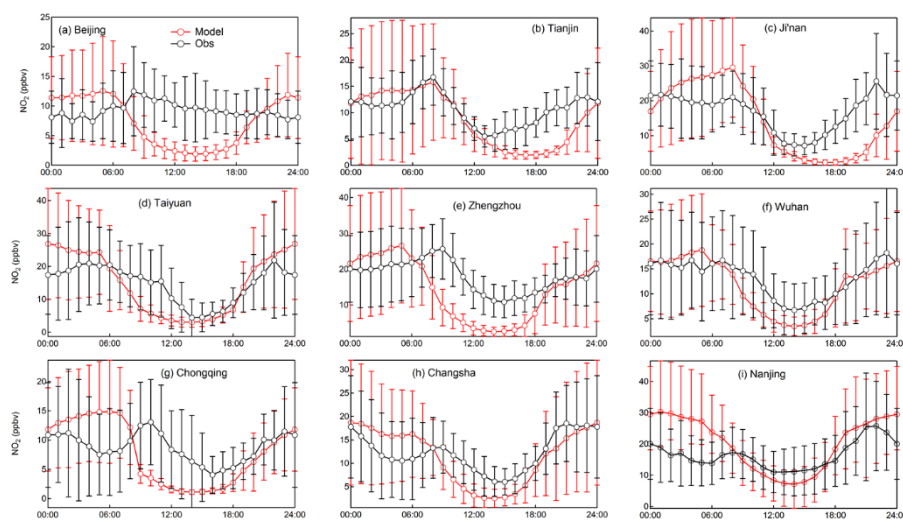 (a) Beijing
Model
Obs
NO2 (ppbv)
25
20
15
10
5
0
00:00 06:00 12:00 18:00 24:00
(b) Tianjin
25
20
15
10
5
0
00:00 06:00 12:00 18:00 24:00
(c) Ji'nan
40
30
20
10
0
00:00 06:00 12:00 18:00 24:00
(d) Taiyuan
NO2 (ppbv)
40
30
20
10
0
00:00 06:00 12:00 18:00 24:00
(e) Zhengzhou
40
30
20
10
00:00 06:00 12:00 18:00 24:00
(f) Wuhan
30
25
20
15
10
5
00:00 06:00 12:00 18:00 24:00
(g) Chongqing
NO2 (ppbv)
20
15
10
5
0
00:00 06:00 12:00 18:00 24:00
(h) Changsha
30
25
20
15
10
5
0
00:00 06:00 12:00 18:00 24:00
(i) Nanjing
40
30
20
10
0
00:00 06:00 12:00 18:00 24:00